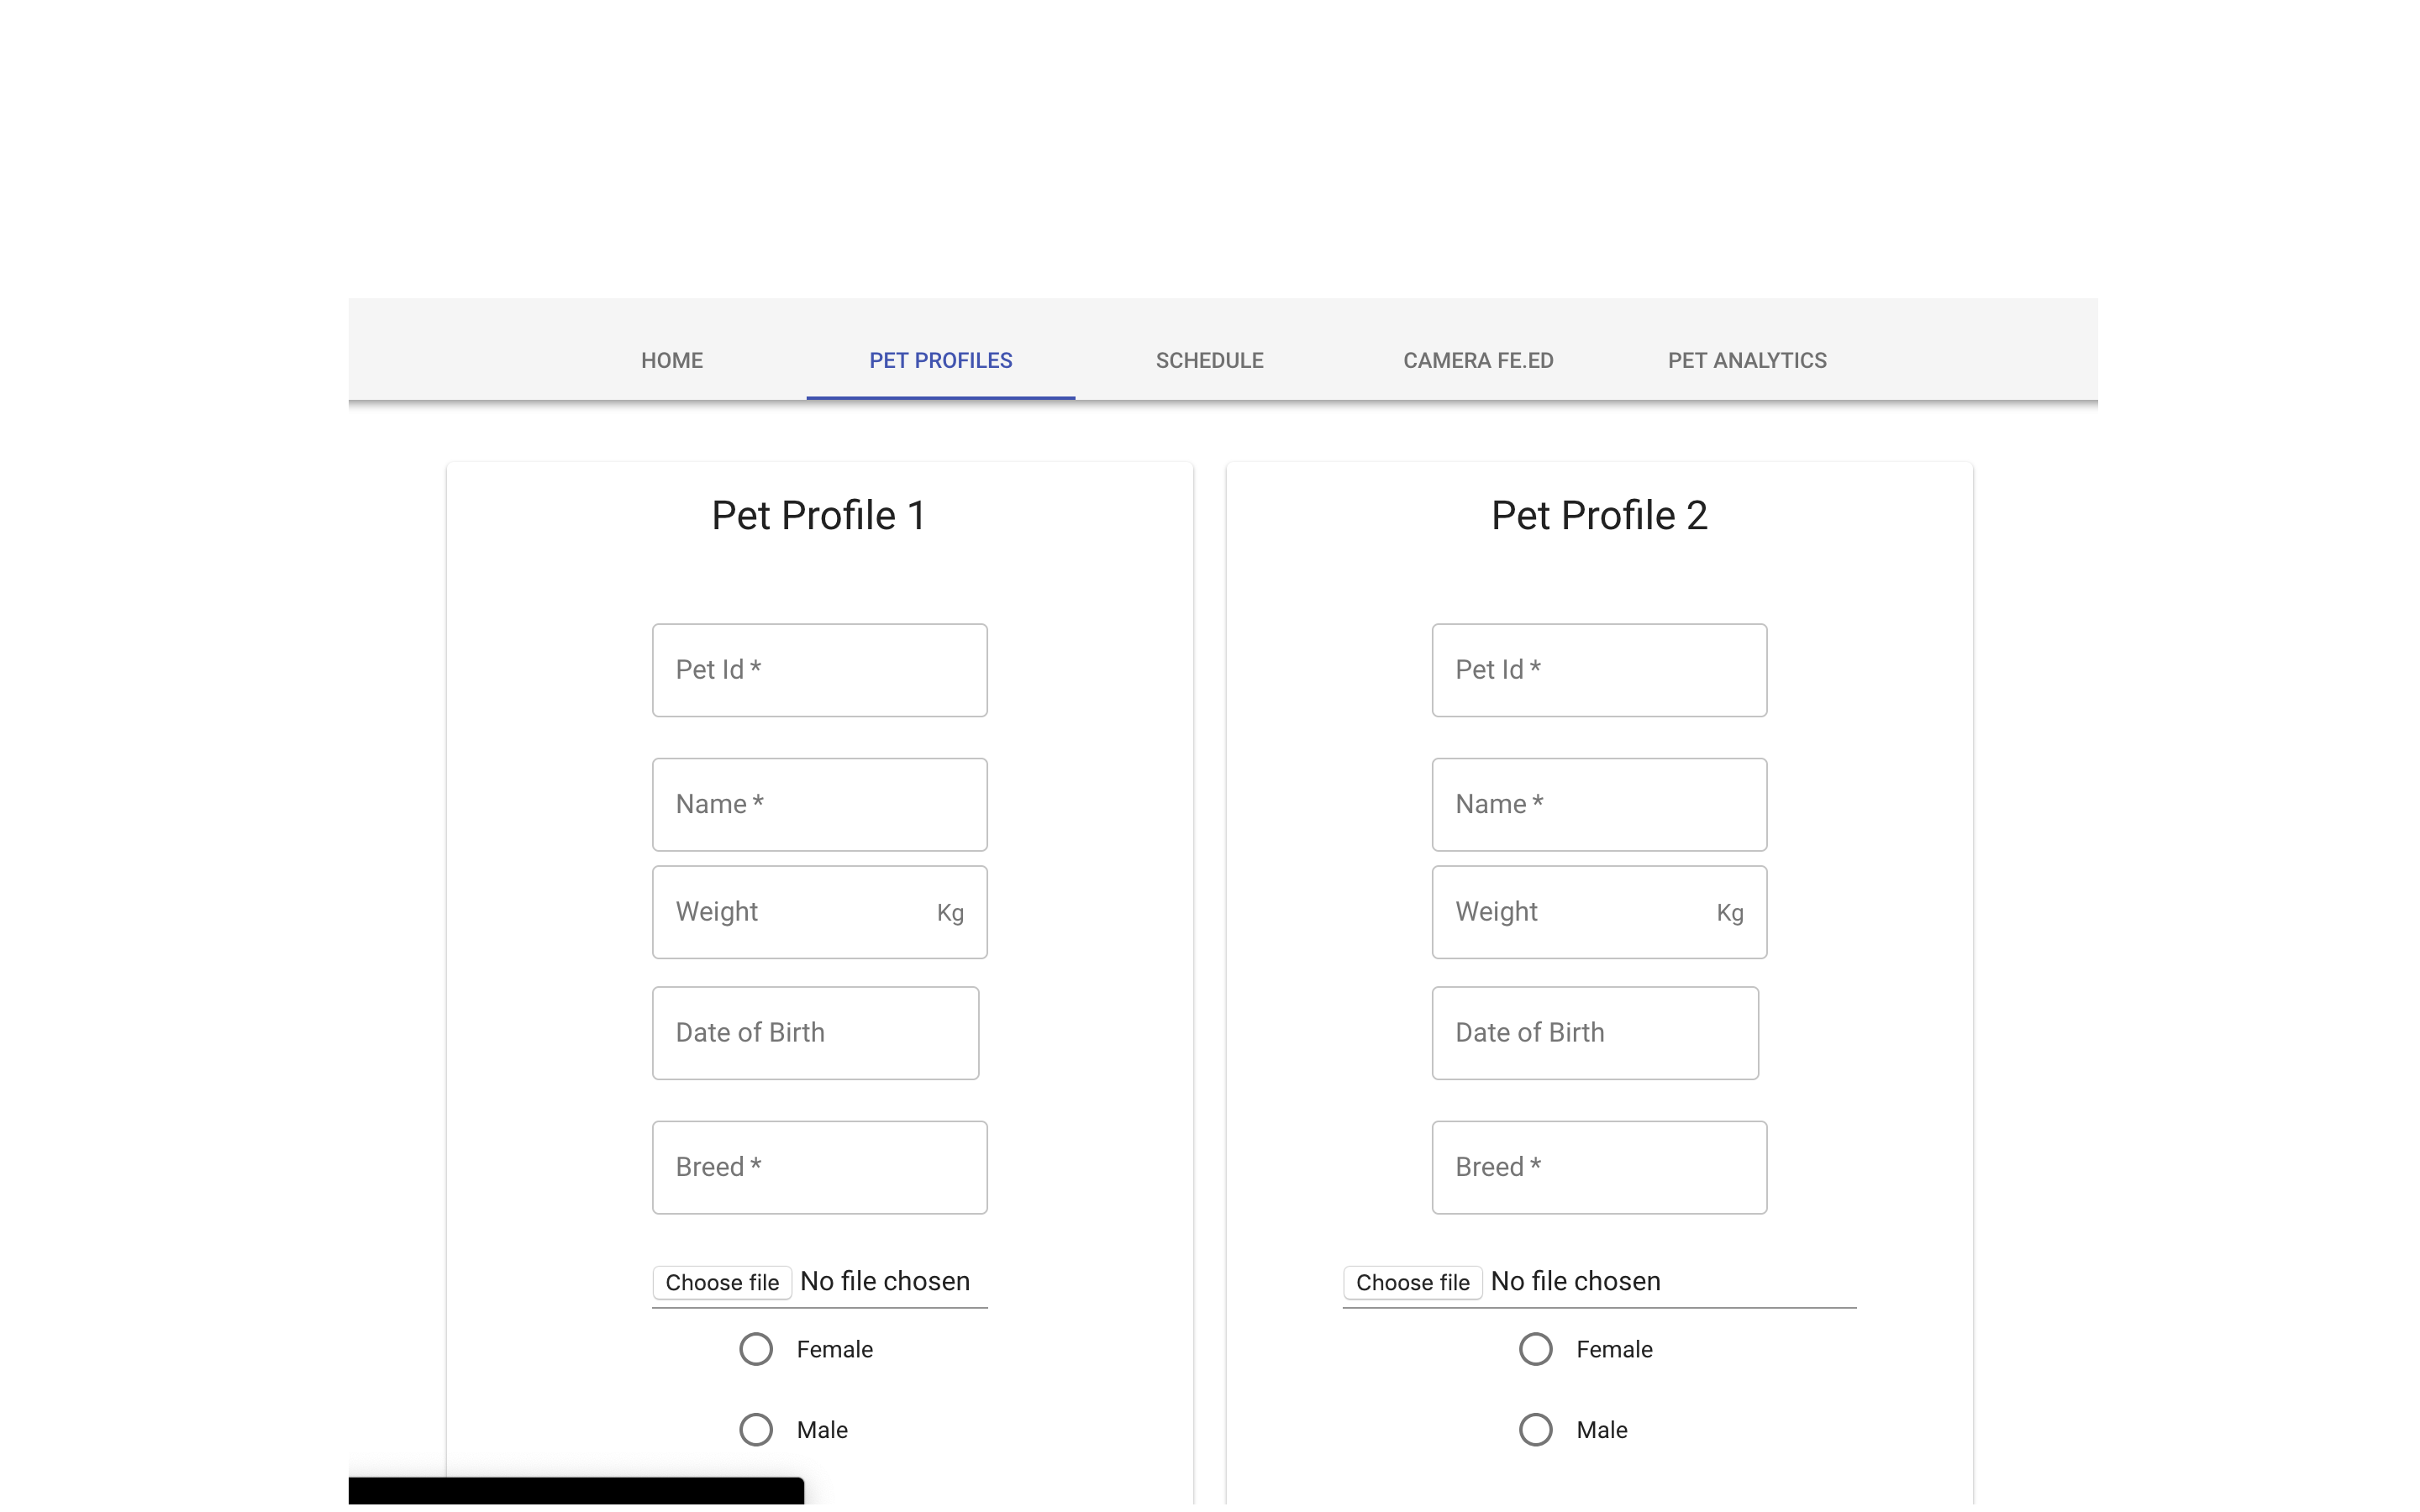 HOME PET PROFILES SCHEDULE CAMERA FE.ED PET ANALYTICS
Pet Profile 1
Pet Id *
Name *
Weight Kg
Date of Birth
Breed *
Choose file No file chosen
Female
Male
Pet Profile 2
Pet Id *
Name *
Weight Kg
Date of Birth
Breed *
Choose file No file chosen
Female
Male